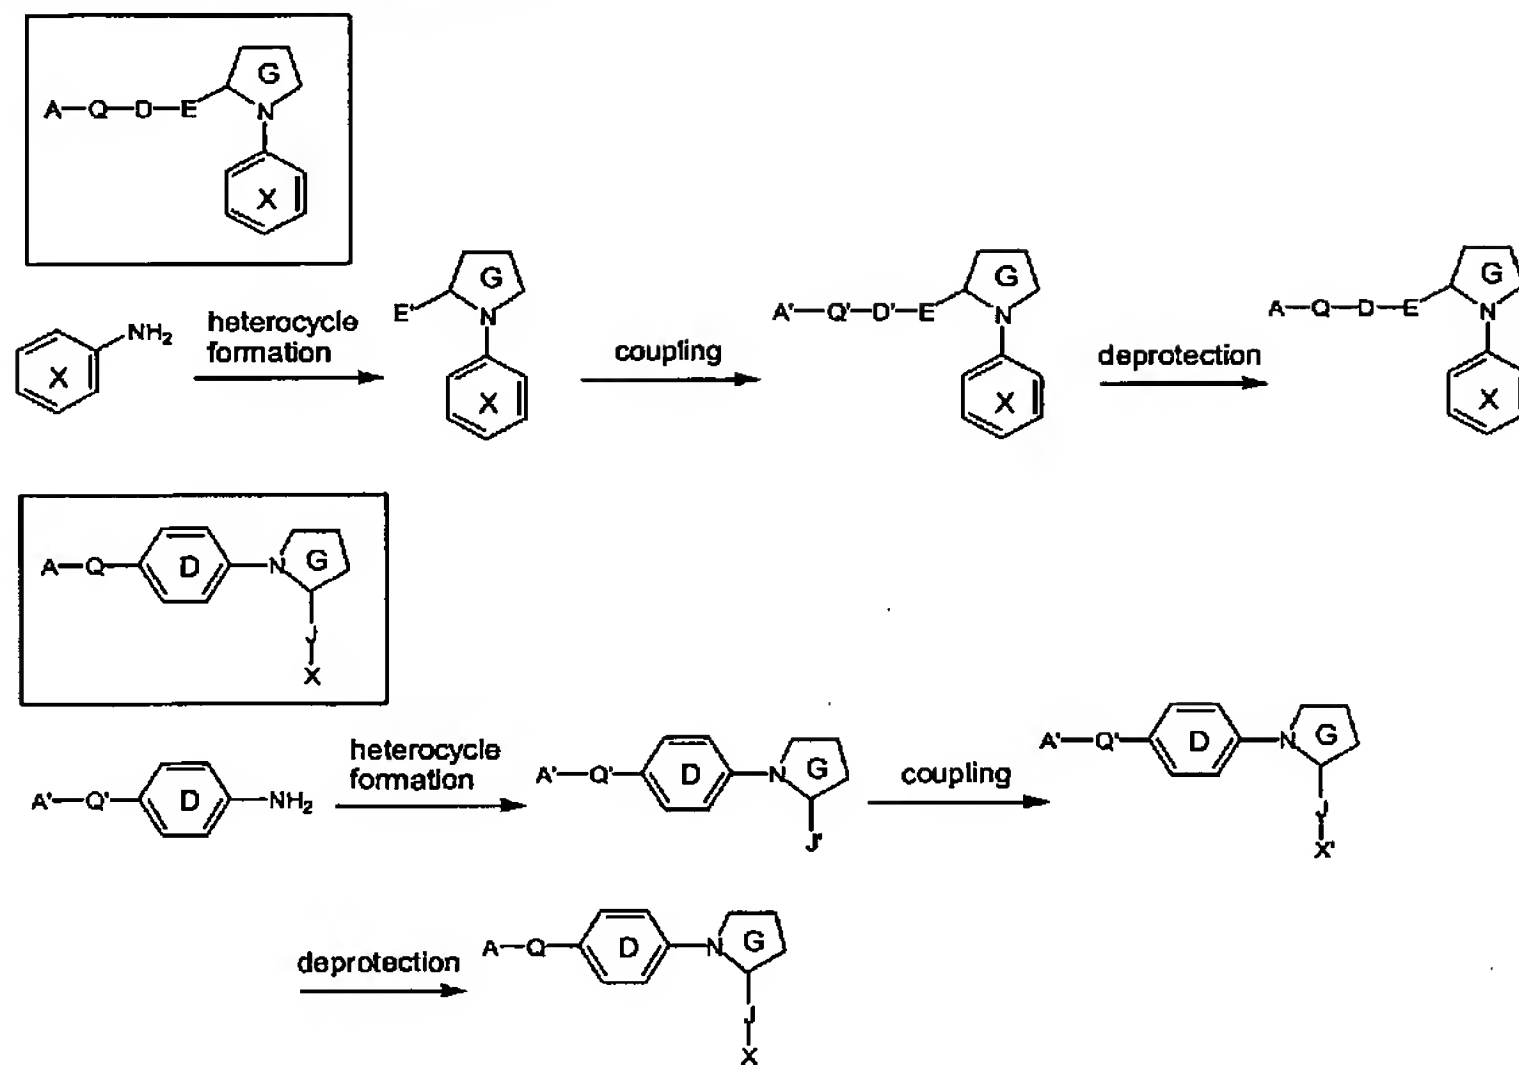 G
A—Q—D—E
N
X
NH₂
X
heterocycle
formation
G
E'
N
X
coupling
G
A'—Q'—D'—E
N
X
deprotection
G
A—Q—D—E
N
X
A—Q
D
N
G
J
X
A'—Q'
D
NH₂
heterocycle
formation
A'—Q'
D
N
G
J'
coupling
A'—Q'
D
N
G
J
X'
deprotection
A—Q
D
N
G
J
X